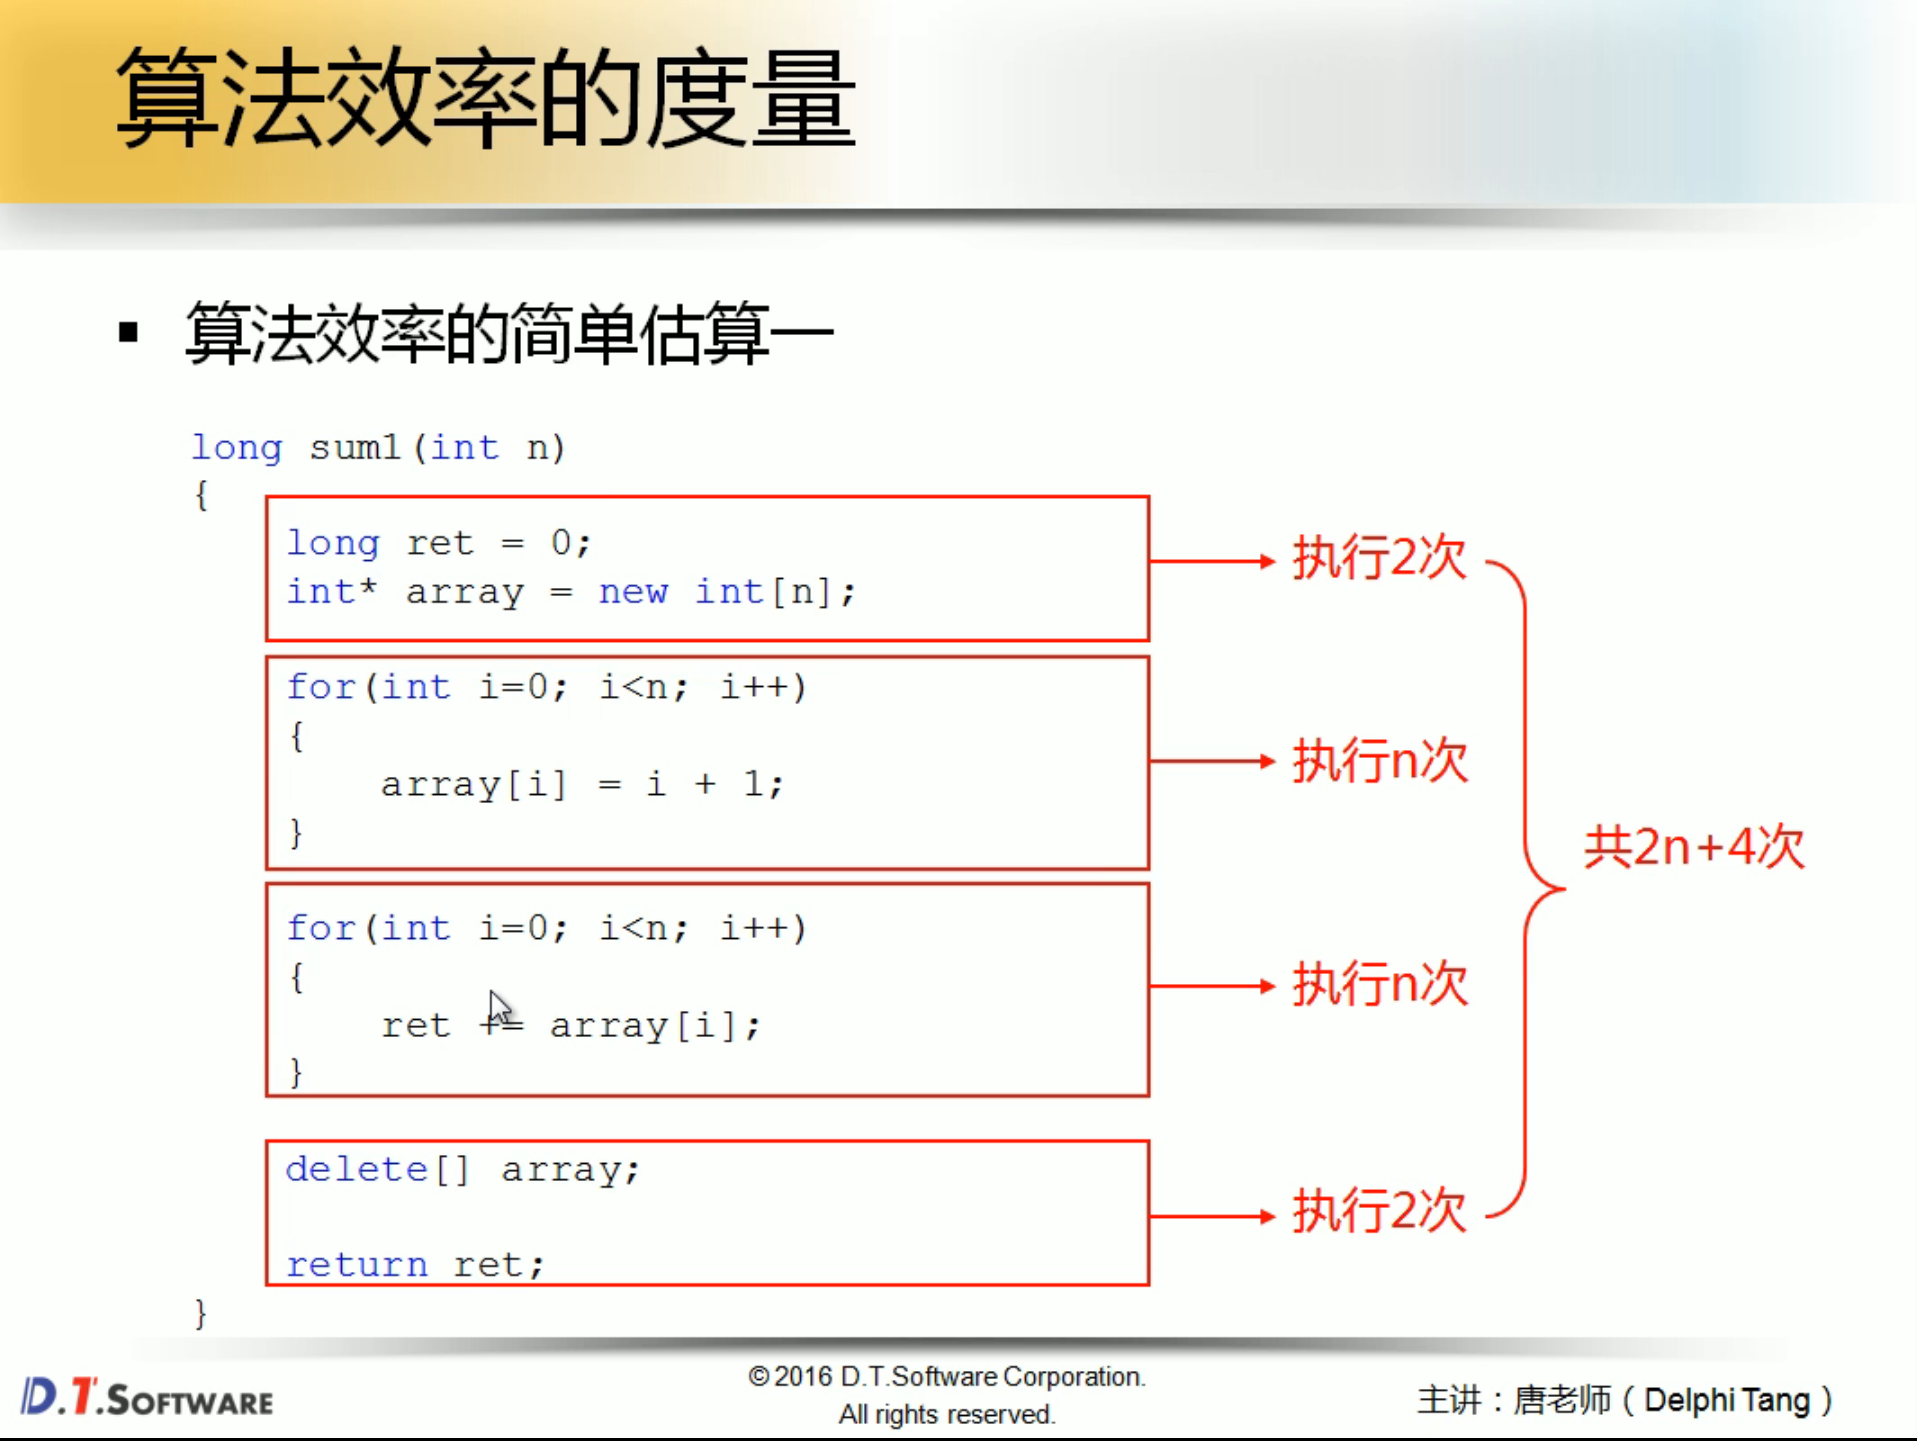 算法效率的度量
▪ 算法效率的简单估算一
long sum1(int n)
{
long ret = 0;
int* array = new int[n];
执行2次
for(int i=0; i<n; i++)
{
array[i] = i + 1;
}
执行n次
共2n+4次
for(int i=0; i<n; i++)
{
ret += array[i];
}
执行n次
delete[] array;
return ret;
执行2次
}
D.T.SOFTWARE
© 2016 D.T.Software Corporation.
All rights reserved.
主讲：唐老师（Delphi Tang）